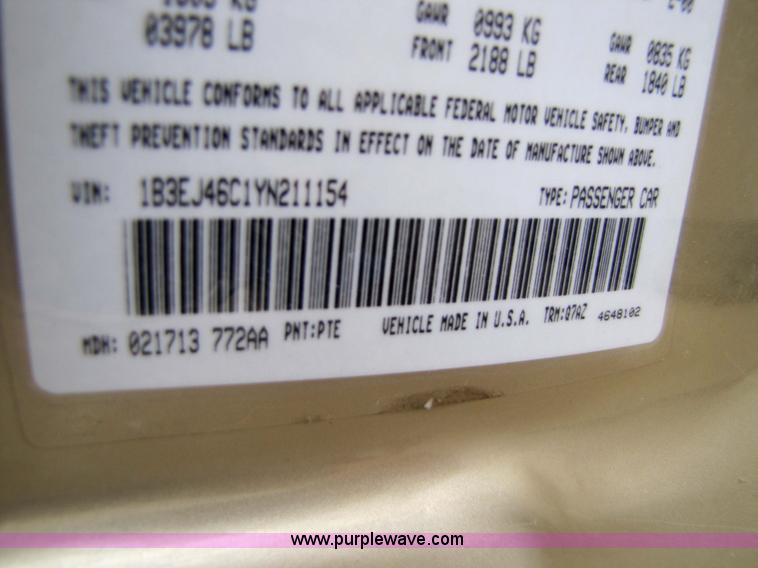 GAWR 0993 KG
03978 LB FRONT 2188 LB GAWR 0835 KG
REAR 1840 LB
THIS VEHICLE CONFORMS TO ALL APPLICABLE FEDERAL MOTOR VEHICLE SAFETY, BUMPER AND
THEFT PREVENTION STANDARDS IN EFFECT ON THE DATE OF MANUFACTURE SHOWN ABOVE.
VIN: 1B3EJ46C1YN211154 TYPE: PASSENGER CAR
MDH: 021713 772AA PNT:PTE VEHICLE MADE IN U.S.A. TRM:Q7AZ 4648102
www.purplewave.com